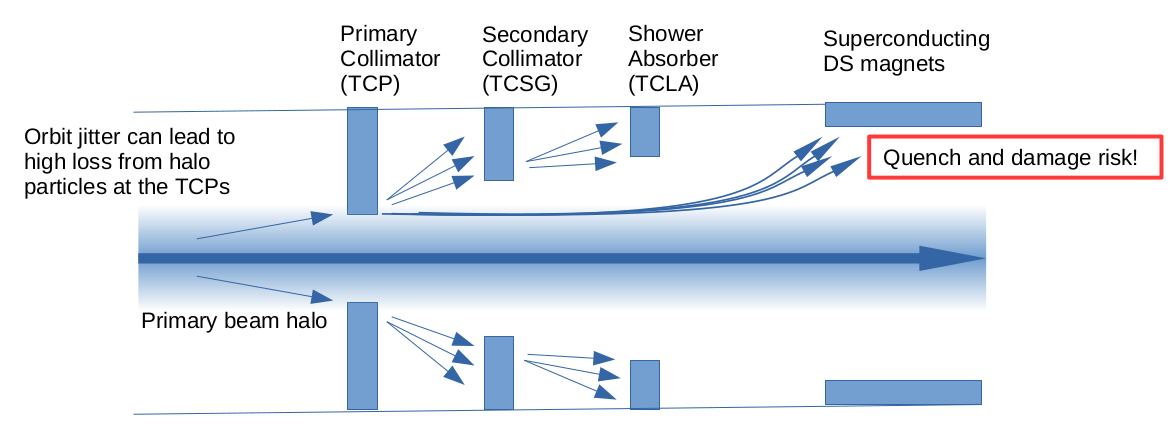 Primary
Collimator
(TCP)
Secondary
Collimator
(TCSG)
Shower
Absorber
(TCLA)
Superconducting
DS magnets
Orbit jitter can lead to
high loss from halo
particles at the TCPs
Quench and damage risk!
Primary beam halo